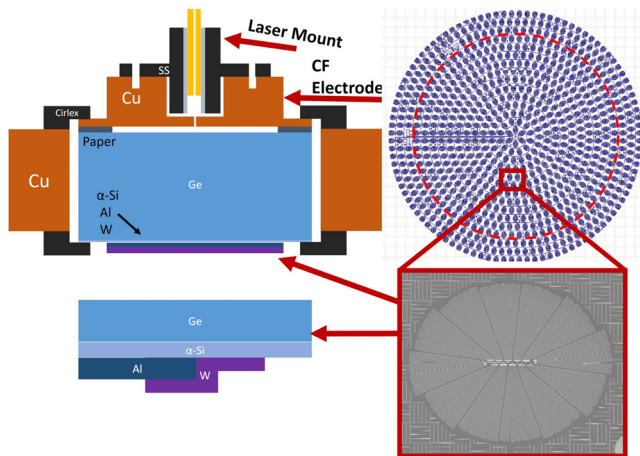 Laser Mount
SS
CF
Electrode
Cu
Cirlex
Paper
Cu
Ge
α-Si
Al
W
Ge
α-Si
Al
W